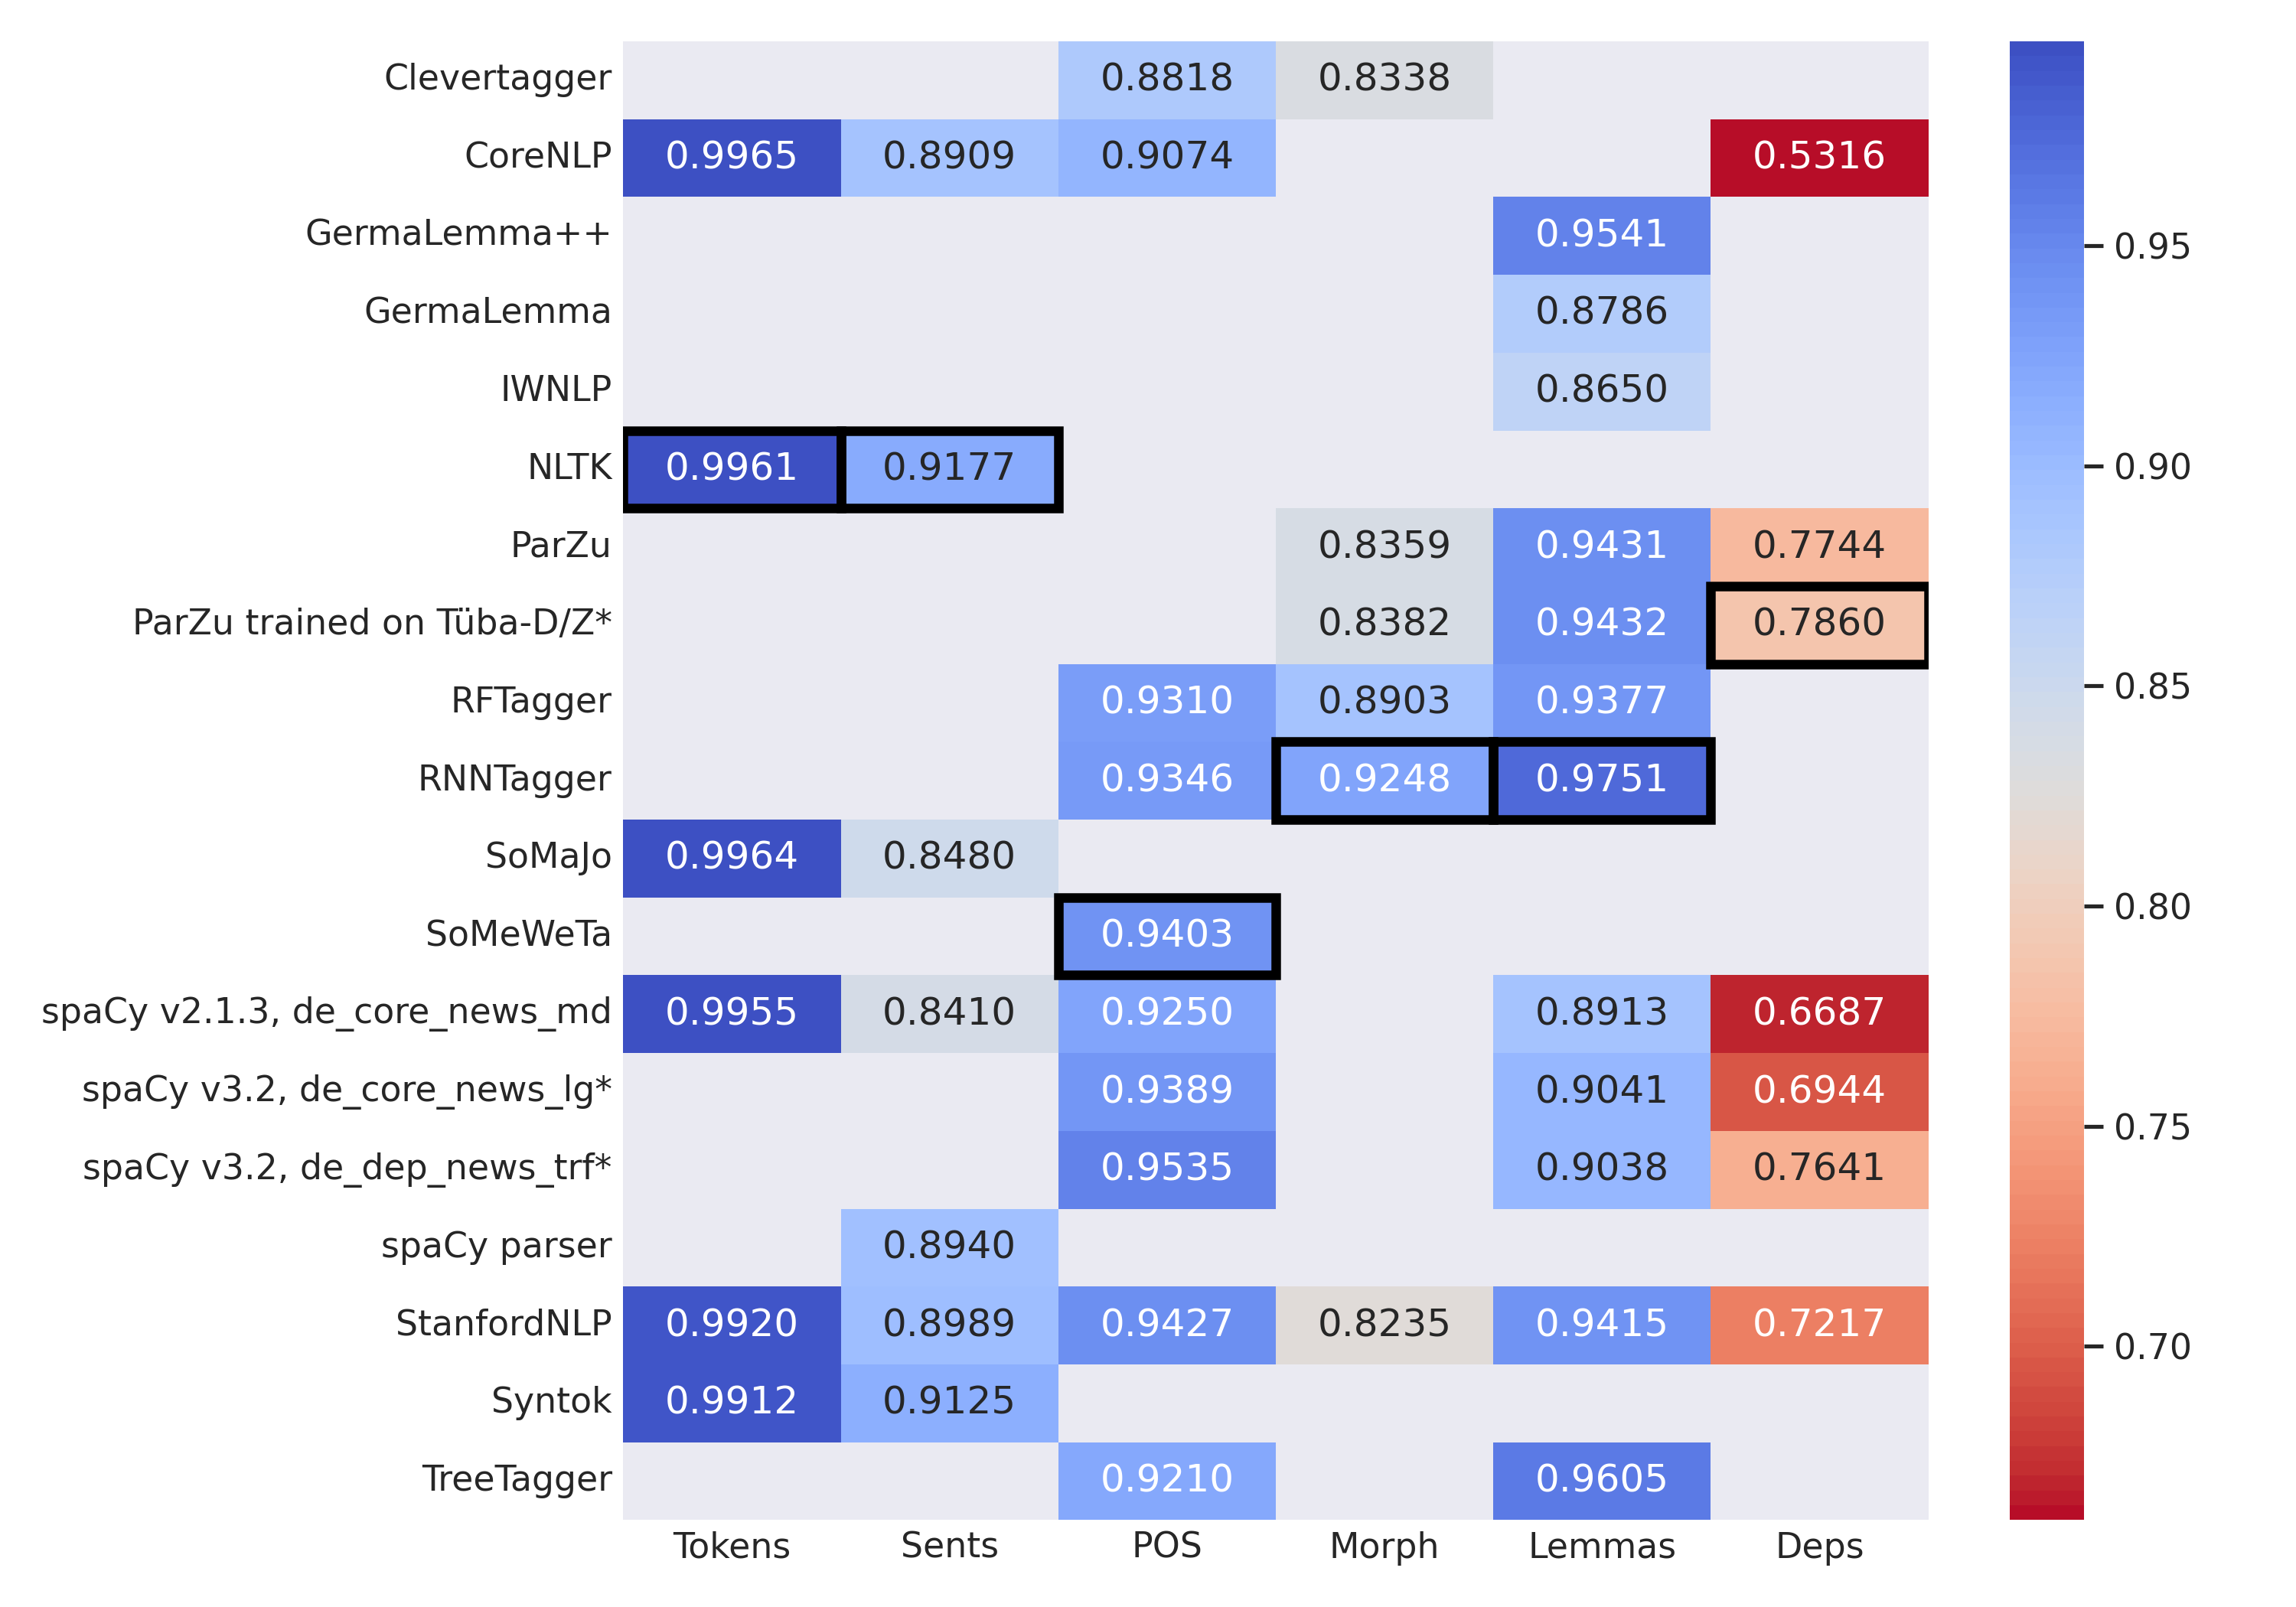 Clevertagger 0.8818 0.8338
CoreNLP 0.9965 0.8909 0.9074 0.5316
GermaLemma++ 0.9541
0.95
GermaLemma 0.8786
IWNLP 0.8650
NLTK 0.9961 0.9177
0.90
ParZu 0.8359 0.9431 0.7744
ParZu trained on Tüba-D/Z* 0.8382 0.9432 0.7860
0.85
RFTagger 0.9310 0.8903 0.9377
RNNTagger 0.9346 0.9248 0.9751
SoMaJo 0.9964 0.8480
0.80
SoMeWeTa 0.9403
spaCy v2.1.3, de_core_news_md 0.9955 0.8410 0.9250 0.8913 0.6687
spaCy v3.2, de_core_news_lg* 0.9389 0.9041 0.6944
0.75
spaCy v3.2, de_dep_news_trf* 0.9535 0.9038 0.7641
spaCy parser 0.8940
StanfordNLP 0.9920 0.8989 0.9427 0.8235 0.9415 0.7217
0.70
Syntok 0.9912 0.9125
TreeTagger 0.9210 0.9605
Tokens Sents POS Morph Lemmas Deps